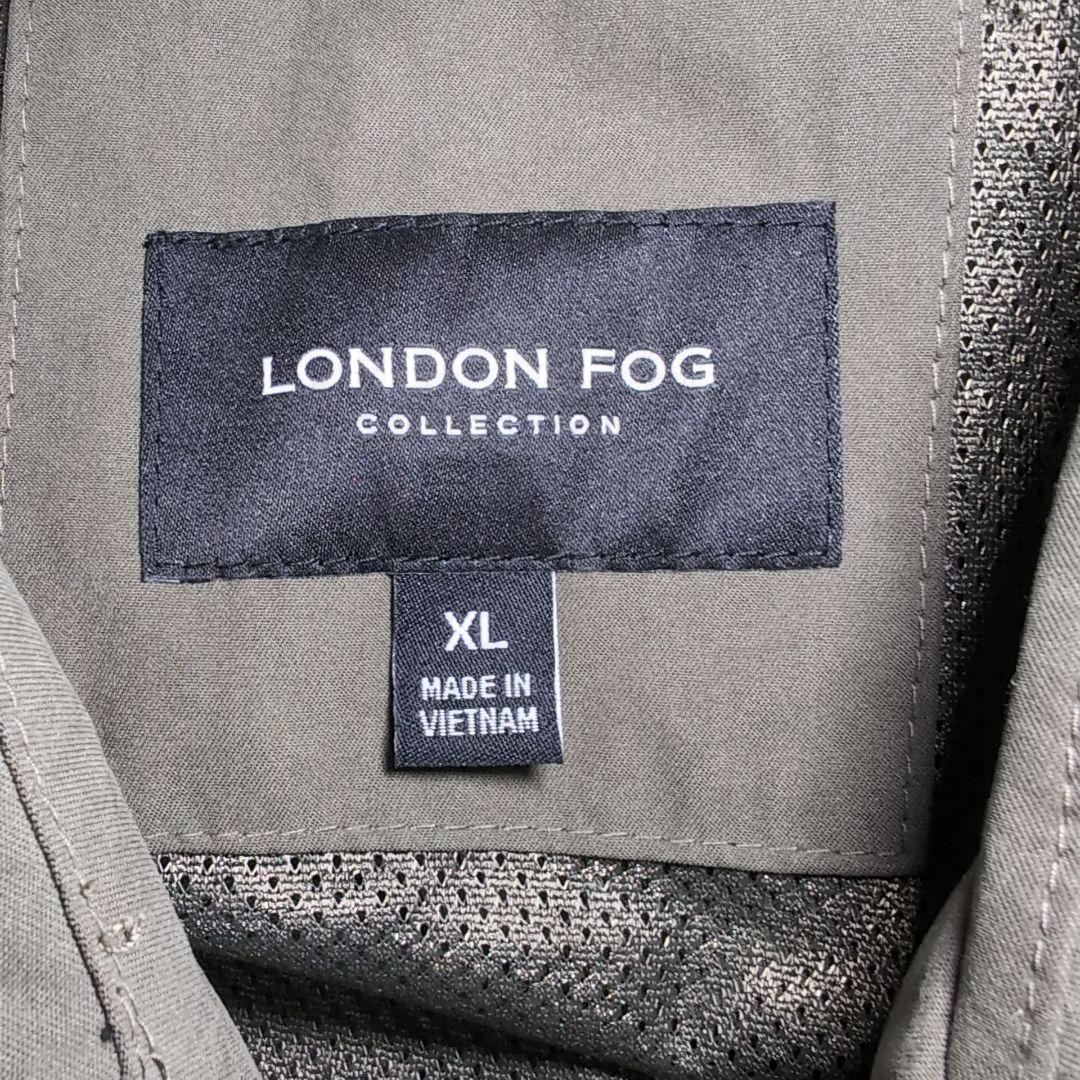 LONDON FOG
COLLECTION
XL
MADE IN
VIETNAM